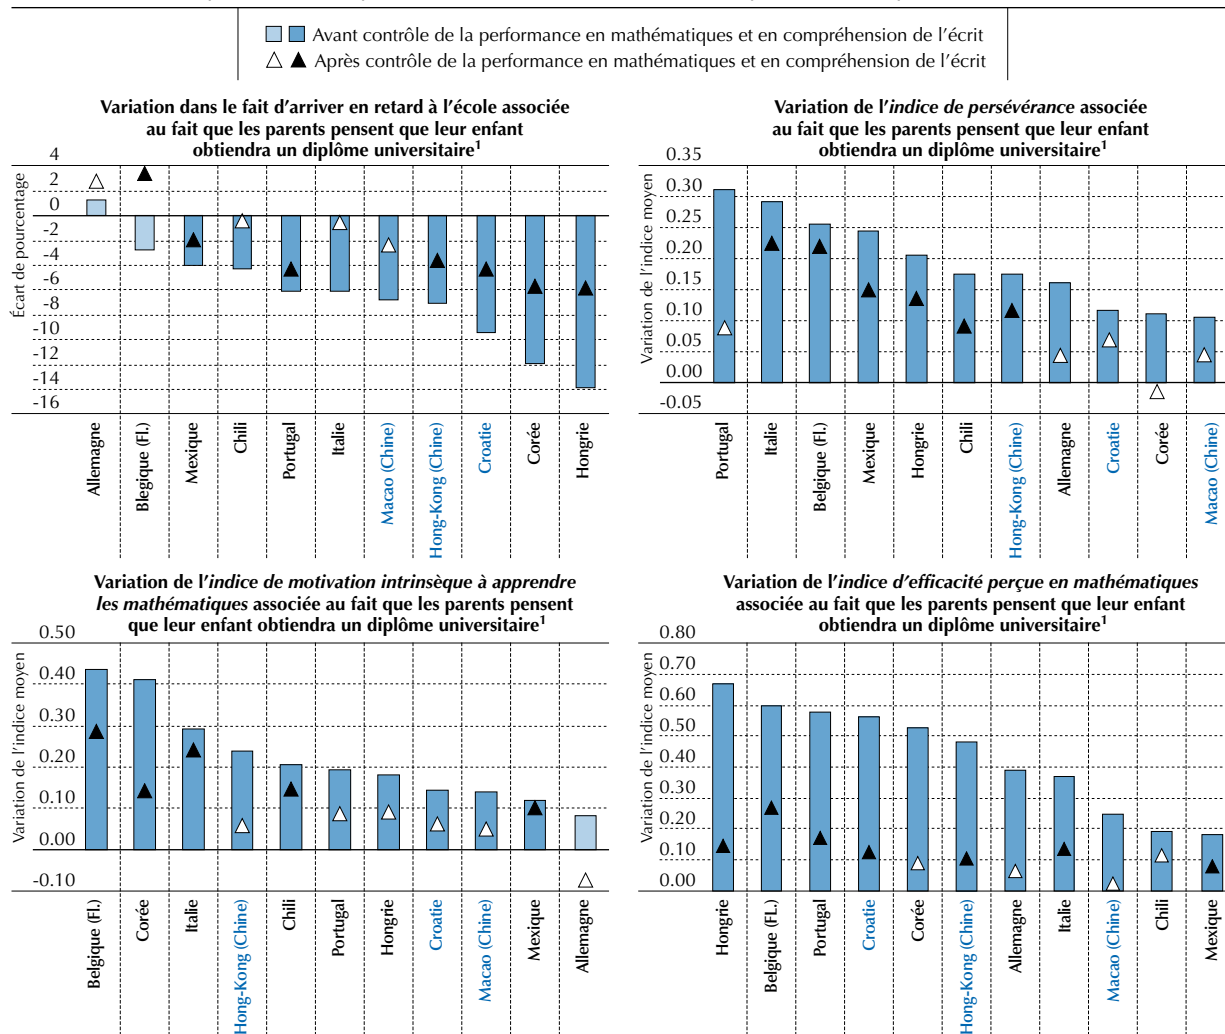 Avant contrôle de la performance en mathématiques et en compréhension de l'écrit
Après contrôle de la performance en mathématiques et en compréhension de l'écrit
Variation dans le fait d'arriver en retard à l'école associée
au fait que les parents pensent que leur enfant
obtiendra un diplôme universitaire1
Écart de pourcentage
4
2
0
-2
-4
-6
-8
-10
-12
-14
-16
Allemagne
Blegique (Fl.)
Mexique
Chili
Portugal
Italie
Macao (Chine)
Hong-Kong (Chine)
Croatie
Corée
Hongrie
Variation de l'indice de persévérance associée
au fait que les parents pensent que leur enfant
obtiendra un diplôme universitaire1
Variation de l'indice moyen
0.35
0.30
0.25
0.20
0.15
0.10
0.05
0.00
-0.05
Portugal
Italie
Belgique (Fl.)
Mexique
Hongrie
Chili
Hong-Kong (Chine)
Allemagne
Croatie
Corée
Macao (Chine)
Variation de l'indice de motivation intrinsèque à apprendre
les mathématiques associée au fait que les parents pensent
que leur enfant obtiendra un diplôme universitaire1
Variation de l'indice moyen
0.50
0.40
0.30
0.20
0.10
0.00
-0.10
Belgique (Fl.)
Corée
Italie
Hong-Kong (Chine)
Chili
Portugal
Hongrie
Croatie
Macao (Chine)
Mexique
Allemagne
Variation de l'indice d'efficacité perçue en mathématiques
associée au fait que les parents pensent que leur enfant
obtiendra un diplôme universitaire1
Variation de l'indice moyen
0.80
0.70
0.60
0.50
0.40
0.30
0.20
0.10
0.00
Hongrie
Belgique (FL.)
Portugal
Croatie
Corée
Hong-Kong (Chine)
Allemagne
Italie
Macao (Chine)
Chili
Mexique